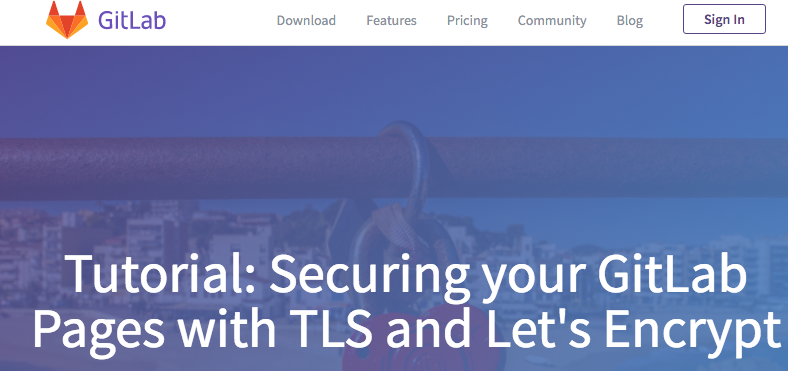 GitLab
Download Features Pricing Community Blog Sign In
Tutorial: Securing your GitLab
Pages with TLS and Let's Encrypt